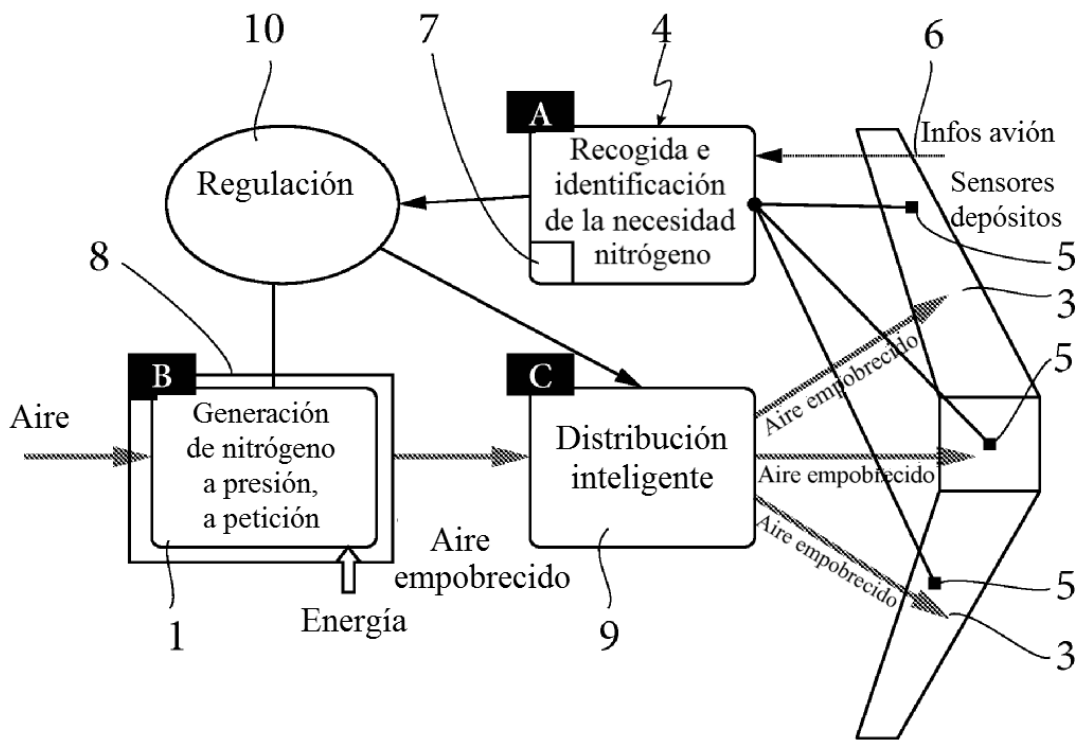 10
7
4
6
A
Infos avión
Regulación
Recogida e
identificación
de la necesidad
nitrógeno
Sensores
depósitos
5
8
3
B
C
5
Aire
Generación
de nitrógeno
a presión,
a petición
Distribución
inteligente
Aire empobrecido
Aire empobrecido
Aire empobrecido
Aire
empobrecido
5
Energía
1
9
3